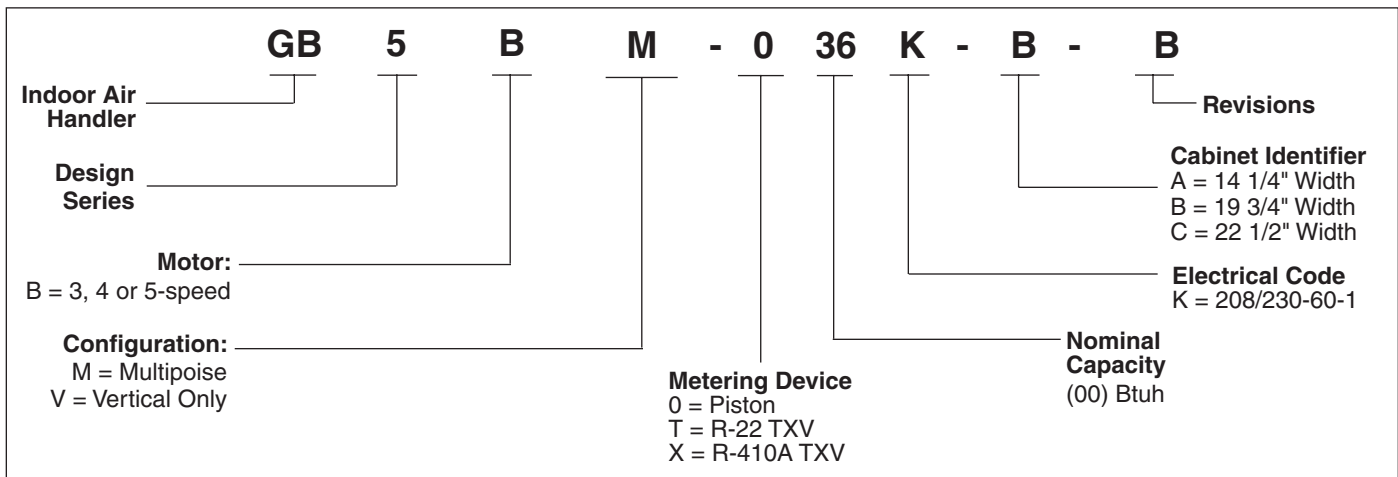 GB 5 B M - 0 36 K - B - B
Indoor Air
Handler
Design
Series
Motor:
B = 3, 4 or 5-speed
Configuration:
M = Multipoise
V = Vertical Only
Metering Device
0 = Piston
T = R-22 TXV
X = R-410A TXV
Nominal
Capacity
(00) Btuh
Electrical Code
K = 208/230-60-1
Cabinet Identifier
A = 14 1/4" Width
B = 19 3/4" Width
C = 22 1/2" Width
Revisions